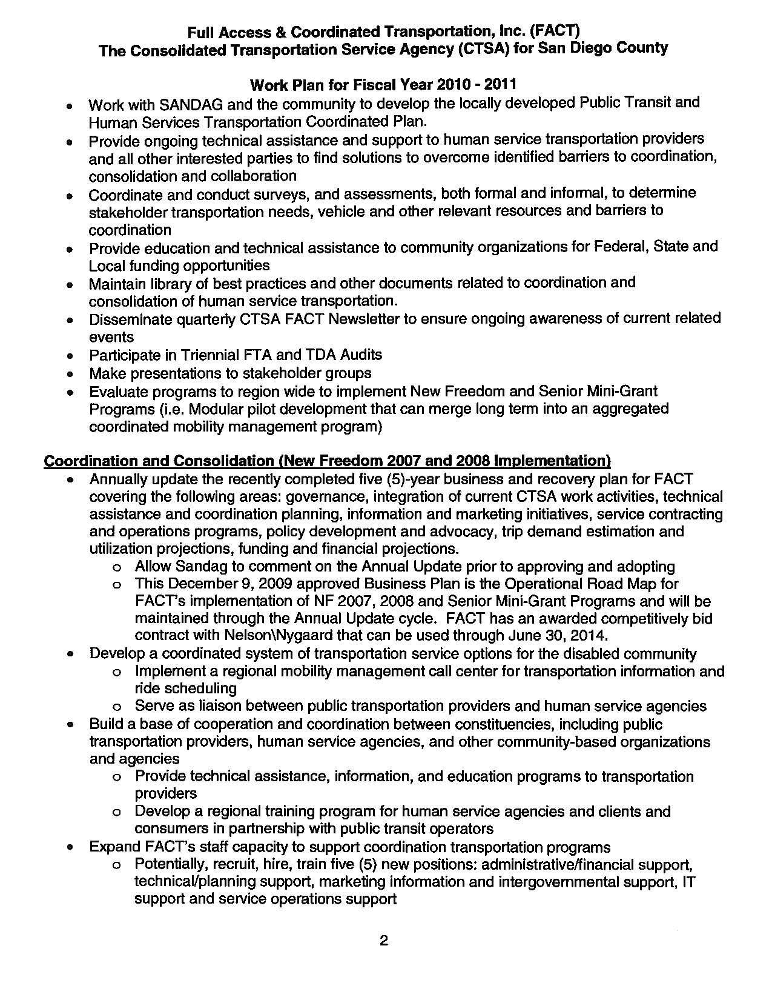 Full Access & Coordinated Transportation, Inc. (FACT)
The Consolidated Transportation Service Agency (CTSA) for San Diego County
Work Plan for Fiscal Year 2010 - 2011
• Work with SANDAG and the community to develop the locally developed Public Transit and
Human Services Transportation Coordinated Plan.
• Provide ongoing technical assistance and support to human service transportation providers
and all other interested parties to find solutions to overcome identified barriers to coordination,
consolidation and collaboration
• Coordinate and conduct surveys, and assessments, both formal and informal, to determine
stakeholder transportation needs, vehicle and other relevant resources and barriers to
coordination
• Provide education and technical assistance to community organizations for Federal, State and
Local funding opportunities
• Maintain library of best practices and other documents related to coordination and
consolidation of human service transportation.
• Disseminate quarterly CTSA FACT Newsletter to ensure ongoing awareness of current related
events
• Participate in Triennial FTA and TDA Audits
• Make presentations to stakeholder groups
• Evaluate programs to region wide to implement New Freedom and Senior Mini-Grant
Programs (i.e. Modular pilot development that can merge long term into an aggregated
coordinated mobility management program)
Coordination and Consolidation (New Freedom 2007 and 2008 Implementation)
• Annually update the recently completed five (5)-year business and recovery plan for FACT
covering the following areas: governance, integration of current CTSA work activities, technical
assistance and coordination planning, information and marketing initiatives, service contracting
and operations programs, policy development and advocacy, trip demand estimation and
utilization projections, funding and financial projections.
o Allow Sandag to comment on the Annual Update prior to approving and adopting
o This December 9, 2009 approved Business Plan is the Operational Road Map for
FACT's implementation of NF 2007, 2008 and Senior Mini-Grant Programs and will be
maintained through the Annual Update cycle. FACT has an awarded competitively bid
contract with Nelson\Nygaard that can be used through June 30, 2014.
• Develop a coordinated system of transportation service options for the disabled community
o Implement a regional mobility management call center for transportation information and
ride scheduling
o Serve as liaison between public transportation providers and human service agencies
• Build a base of cooperation and coordination between constituencies, including public
transportation providers, human service agencies, and other community-based organizations
and agencies
o Provide technical assistance, information, and education programs to transportation
providers
o Develop a regional training program for human service agencies and clients and
consumers in partnership with public transit operators
• Expand FACT's staff capacity to support coordination transportation programs
o Potentially, recruit, hire, train five (5) new positions: administrative/financial support,
technical/planning support, marketing information and intergovernmental support, IT
support and service operations support
2